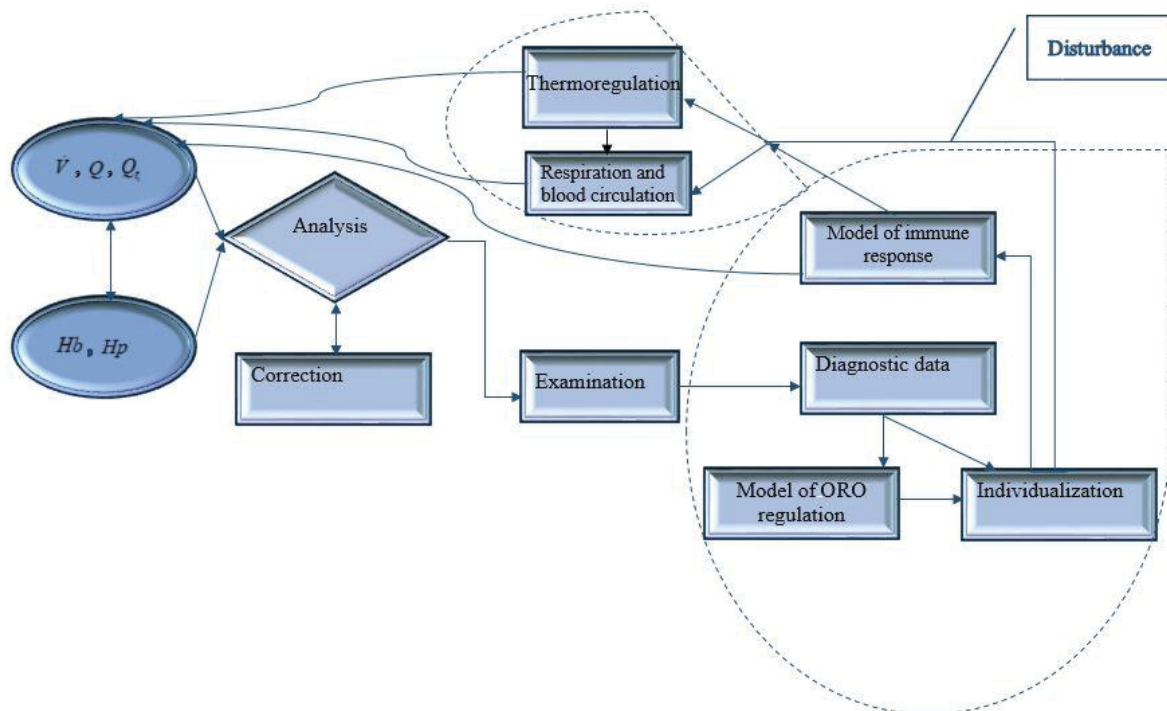 Disturbance
Thermoregulation
V̇ , Q , Qₜᵢ
Respiration and
blood circulation
Analysis
Model of immune
response
Hb , Hp
Correction
Examination
Diagnostic data
Model of ORO
regulation
Individualization